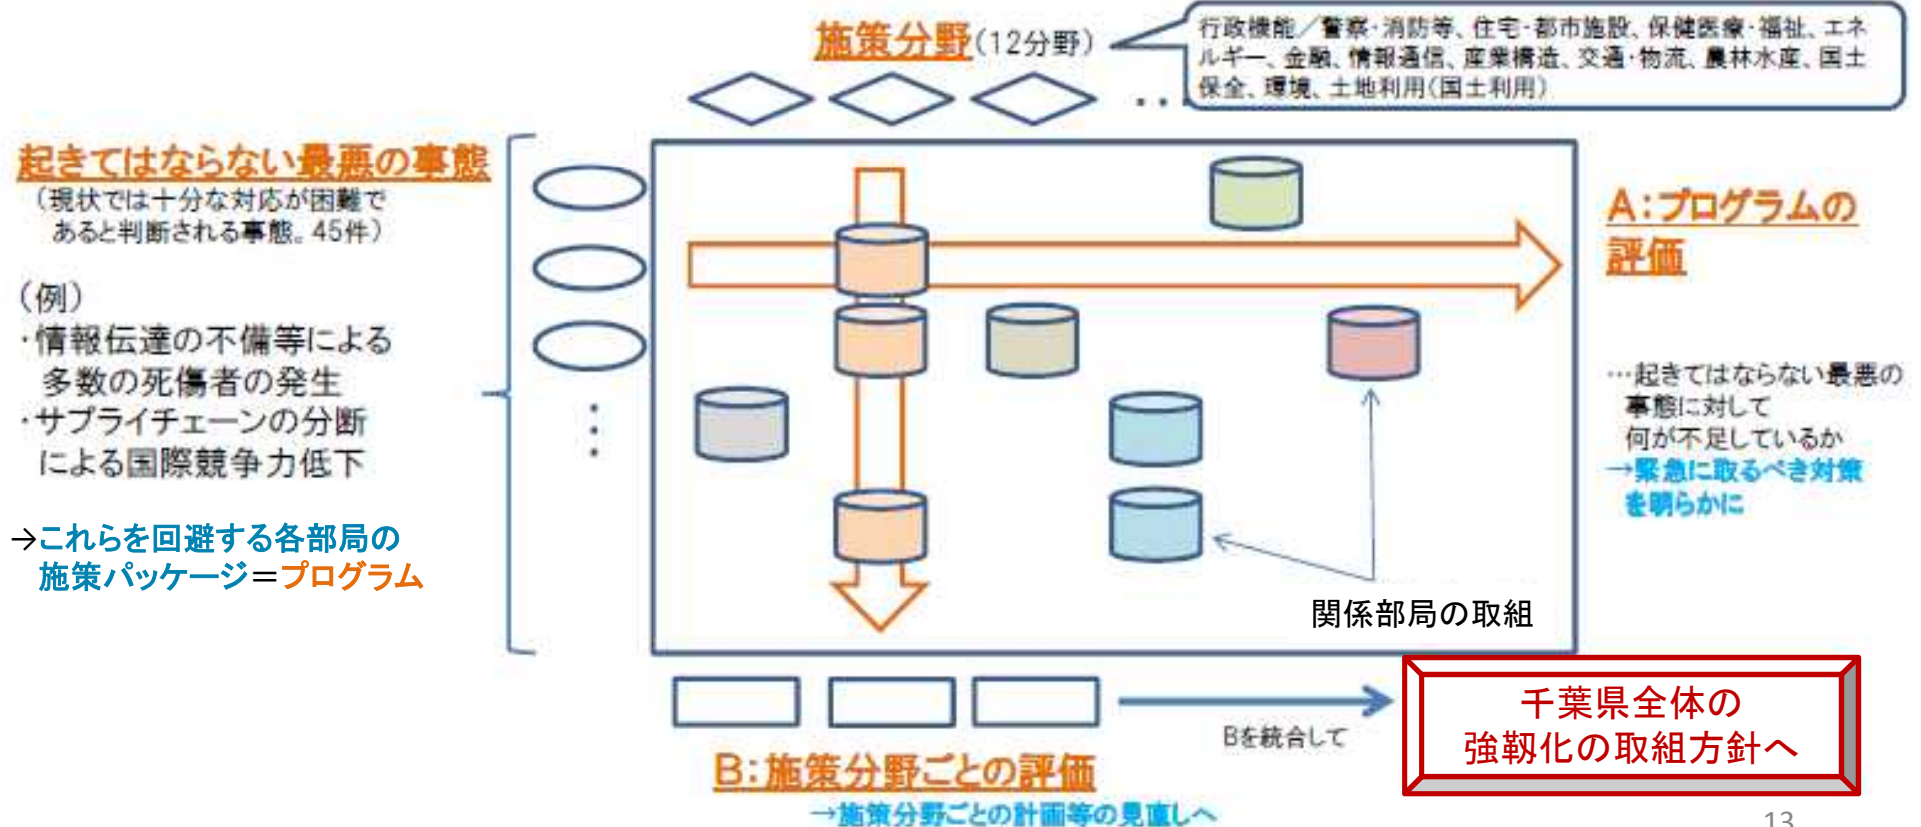 施策分野(12分野)
行政機能／警察・消防等、住宅・都市施設、保健医療・福祉、エネ
ルギー、金融、情報通信、産業構造、交通・物流、農林水産、国土
保全、環境、土地利用(国土利用)
・・・
起きてはならない最悪の事態
(現状では十分な対応が困難で
あると判断される事態。45件)
(例)
・情報伝達の不備等による
多数の死傷者の発生
・サプライチェーンの分断
による国際競争力低下
→これらを回避する各部局の
施策パッケージ＝プログラム
A:プログラムの
評価
…起きてはならない最悪の
事態に対して
何が不足しているか
→緊急に取るべき対策
を明らかに
関係部局の取組
Bを統合して
千葉県全体の
強靱化の取組方針へ
B:施策分野ごとの評価
→施策分野ごとの計画等の見直しへ
13